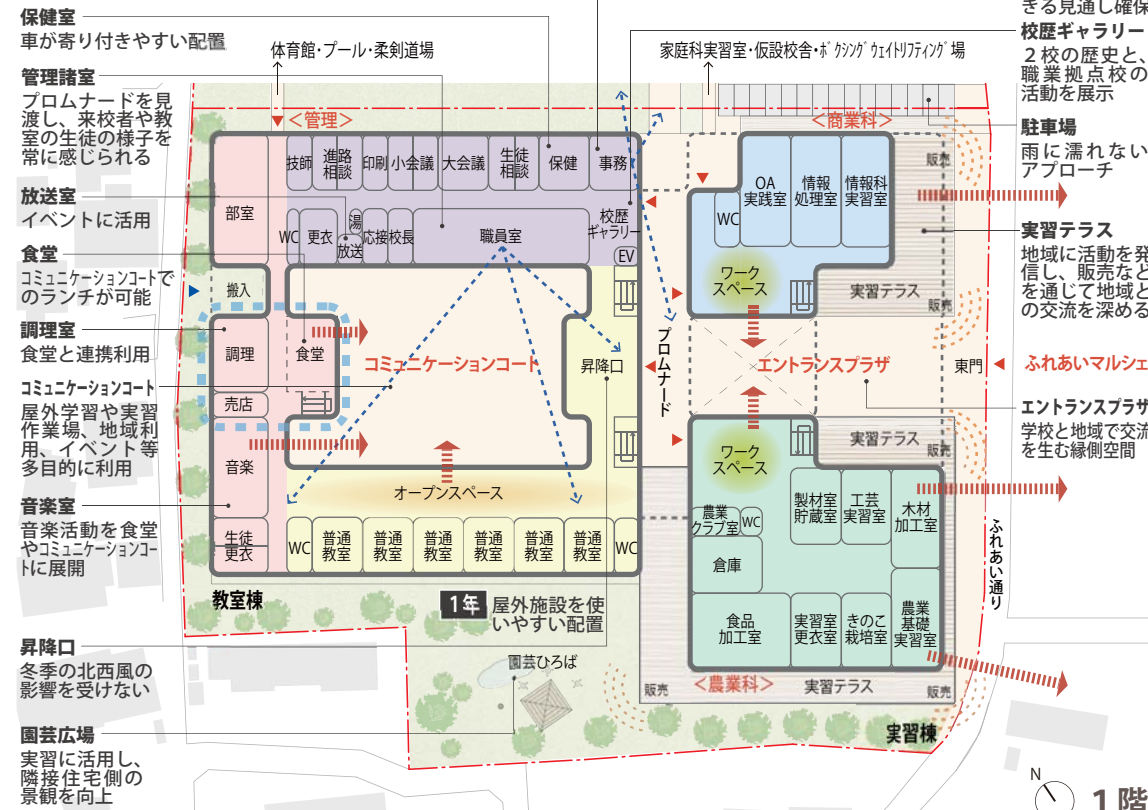 保健室
車が寄り付きやすい配置
管理諸室
プロムナードを見
渡し、来校者や教
室の生徒の様子を
常に感じられる
放送室
イベントに活用
食堂
コミュニケーションコートで
のランチが可能
調理室
食堂と連携利用
コミュニケーションコート
屋外学習や実習
作業場、地域利
用、イベント等
多目的に利用
音楽室
音楽活動を食堂
やコミュニケーションコー
トに展開
昇降口
冬季の北西風の
影響を受けない
園芸広場
実習に活用し、
隣接住宅側の
景観を向上
体育館・プール・柔剣道場
家庭科実習室・仮設校舎・ボクシングウェイトリフティング場
＜管理＞
技師
進路
相談
印刷
小会議
大会議
生徒
相談
保健
事務
部室
WC
更衣
湯
放送
応接
校長
職員室
校歴
ギャラリー
EV
搬入
調理
食堂
売店
音楽
生徒
更衣
コミュニケーションコート
昇降口
オープンスペース
WC
普通
教室
普通
教室
普通
教室
普通
教室
普通
教室
普通
教室
WC
教室棟
1年
屋外施設を使
いやすい配置
園芸ひろば
プロムナード
＜商業科＞
OA
実践室
情報
処理室
情報科
実習室
WC
ワーク
スペース
販売
実習テラス
販売
エントランスプラザ
東門
ふれあいマルシェ
ワーク
スペース
実習テラス
販売
農業
クラブ室
WC
製材室
貯蔵室
工芸
実習室
木材
加工室
倉庫
食品
加工室
実習室
更衣室
きのこ
栽培室
農業
基礎
実習室
販売
＜農業科＞
実習テラス
販売
実習棟
ふれあい通り
きる見通し確保
校歴ギャラリー
２校の歴史と、
職業拠点校の
活動を展示
駐車場
雨に濡れない
アプローチ
実習テラス
地域に活動を発
信し、販売など
を通じて地域と
の交流を深める
エントランスプラザ
学校と地域で交流
を生む縁側空間
N
1階